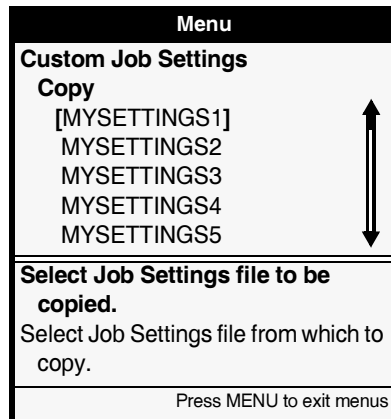 Menu
Custom Job Settings
Copy
[MYSETTINGS1]
MYSETTINGS2
MYSETTINGS3
MYSETTINGS4
MYSETTINGS5
Select Job Settings file to be
copied.
Select Job Settings file from which to
copy.
Press MENU to exit menus